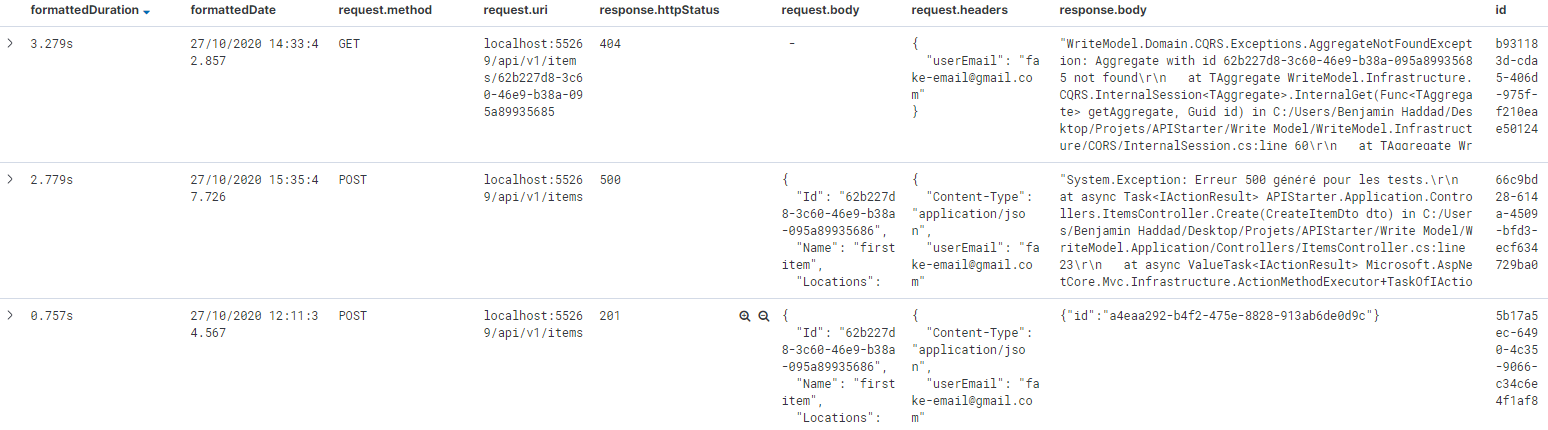 formattedDuration formattedDate request.method request.uri response.httpStatus request.body request.headers response.body id
3.279s
27/10/2020 14:33:4
2.857
GET
localhost:5526
9/api/v1/item
s/62b227d8-3c6
0-46e9-b38a-09
5a89935685
404
-
{
"userEmail": "fa
ke-email@gmail.co
m"
}
"WriteModel.Domain.CQRS.Exceptions.AggregateNotFoundExcept
ion: Aggregate with id 62b227d8-3c60-46e9-b38a-095a8993568
5 not found\r\n   at TAggregate WriteModel.Infrastructure.
CQRS.InternalSession<TAggregate>.InternalGet(Func<TAggrega
te> getAggregate, Guid id) in C:/Users/Benjamin Haddad/Des
ktop/Projets/APIStarter/Write Model/WriteModel.Infrastruct
ure/CQRS/InternalSession.cs:line 60\r\n   at TAggregate Wr
b93118
3d-cda
5-406d
-975f-
f210ea
e50124
2.779s
27/10/2020 15:35:4
7.726
POST
localhost:5526
9/api/v1/items
500
{
"Id": "62b227d
8-3c60-46e9-b38a
-095a89935686",
"Name": "first
item",
"Locations":
{
"Content-Type":
"application/jso
n",
"userEmail": "fa
ke-email@gmail.co
m"
"System.Exception: Erreur 500 généré pour les tests.\r\n
at async Task<IActionResult> APIStarter.Application.Contro
llers.ItemsController.Create(CreateItemDto dto) in C:/User
s/Benjamin Haddad/Desktop/Projets/APIStarter/Write Model/W
riteModel.Application/Controllers/ItemsController.cs:line
23\r\n   at async ValueTask<IActionResult> Microsoft.AspNe
tCore.Mvc.Infrastructure.ActionMethodExecutor+TaskOfIActio
66c9bd
28-614
a-4509
-bfd3-
ecf634
729ba0
0.757s
27/10/2020 12:11:3
4.567
POST
localhost:5526
9/api/v1/items
201
{
"Id": "62b227d
8-3c60-46e9-b38a
-095a89935686",
"Name": "first
item",
"Locations":
{
"Content-Type":
"application/jso
n",
"userEmail": "fa
ke-email@gmail.co
m"
{"id":"a4eaa292-b4f2-475e-8828-913ab6de0d9c"}
5b17a5
ec-649
0-4c35
-9066-
c34c6e
4f1af8